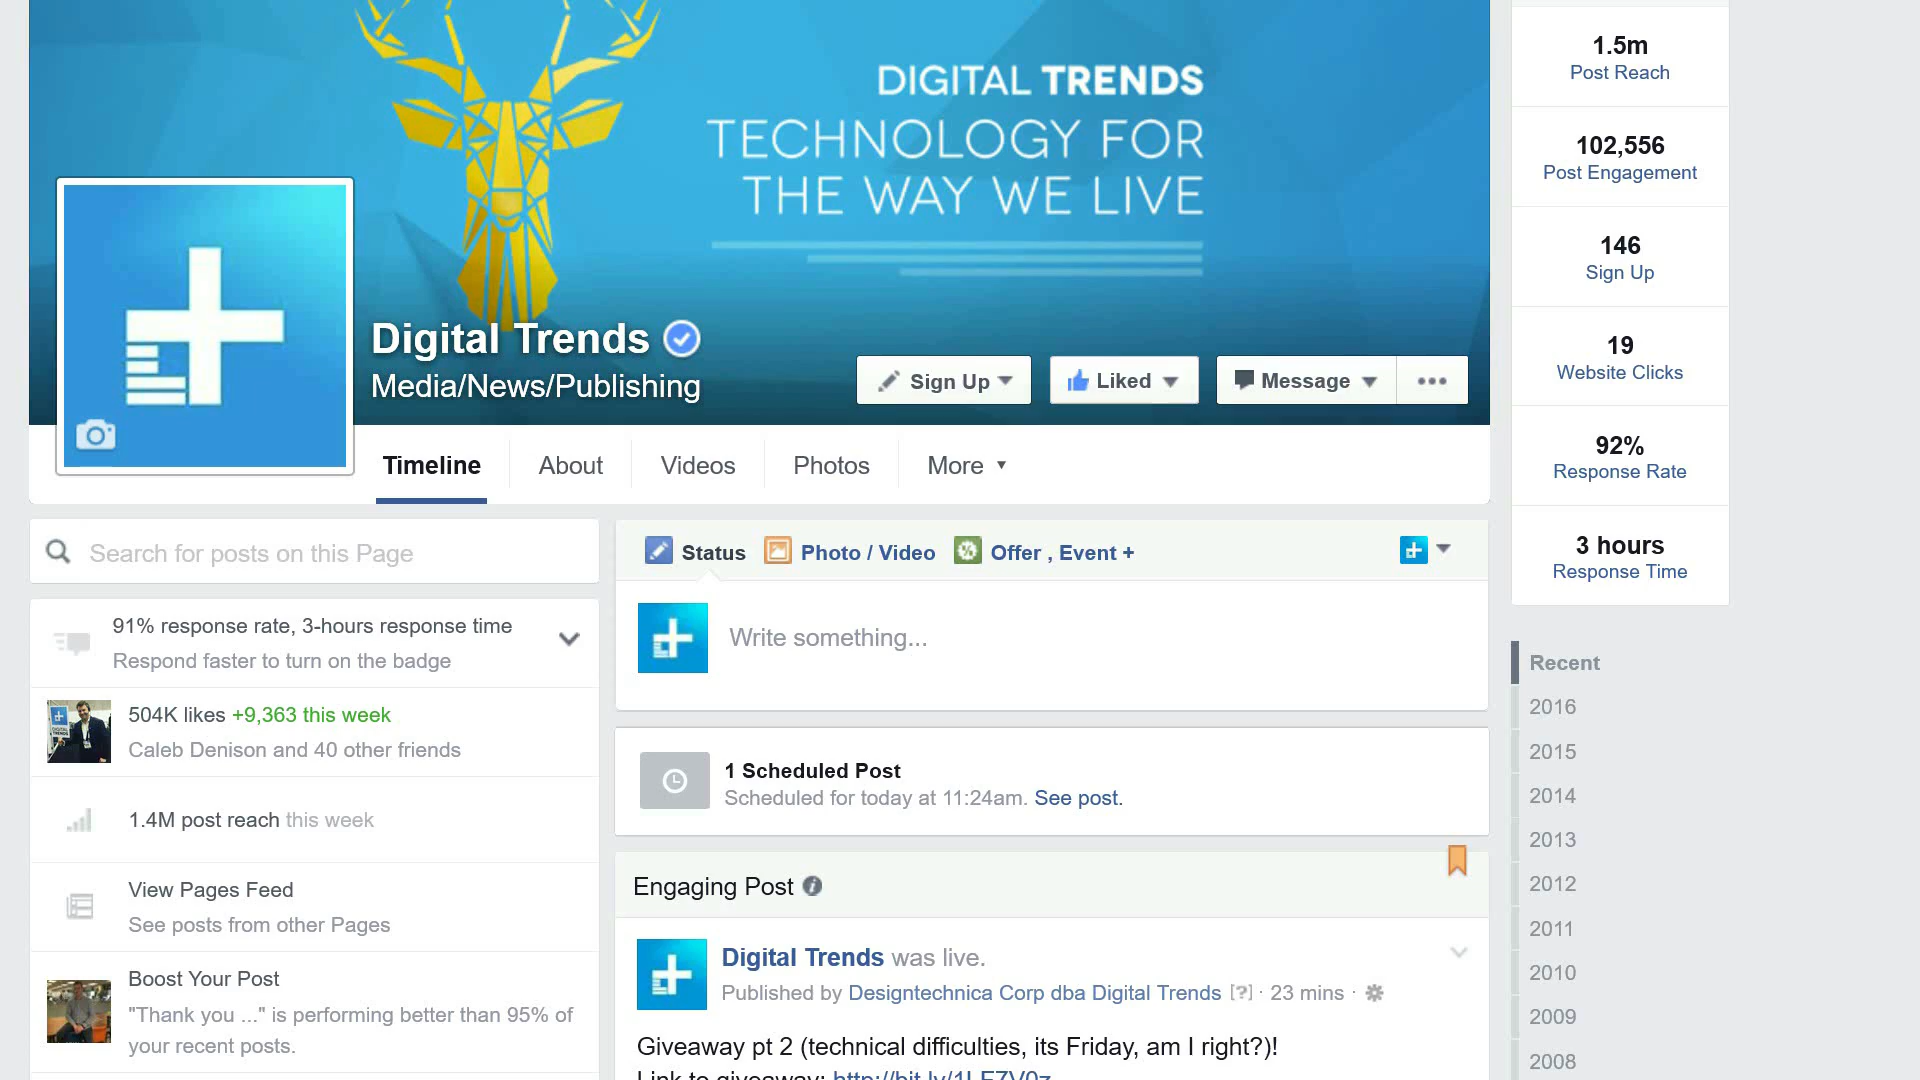 DIGITAL TRENDS
TECHNOLOGY FOR
THE WAY WE LIVE
Digital Trends
Media/News/Publishing
Sign Up
Liked
Message
Timeline
About
Videos
Photos
More
Search for posts on this Page
91% response rate, 3-hours response time
Respond faster to turn on the badge
504K likes +9,363 this week
Caleb Denison and 40 other friends
1.4M post reach this week
View Pages Feed
See posts from other Pages
Boost Your Post
"Thank you ..." is performing better than 95% of
your recent posts.
Status
Photo / Video
Offer , Event +
Write something...
1 Scheduled Post
Scheduled for today at 11:24am. See post.
Engaging Post
Digital Trends was live.
Published by Designtechnica Corp dba Digital Trends [?] · 23 mins ·
Giveaway pt 2 (technical difficulties, its Friday, am I right?)!
Link to giveaway:
1.5m
Post Reach
102,556
Post Engagement
146
Sign Up
19
Website Clicks
92%
Response Rate
3 hours
Response Time
Recent
2016
2015
2014
2013
2012
2011
2010
2009
2008